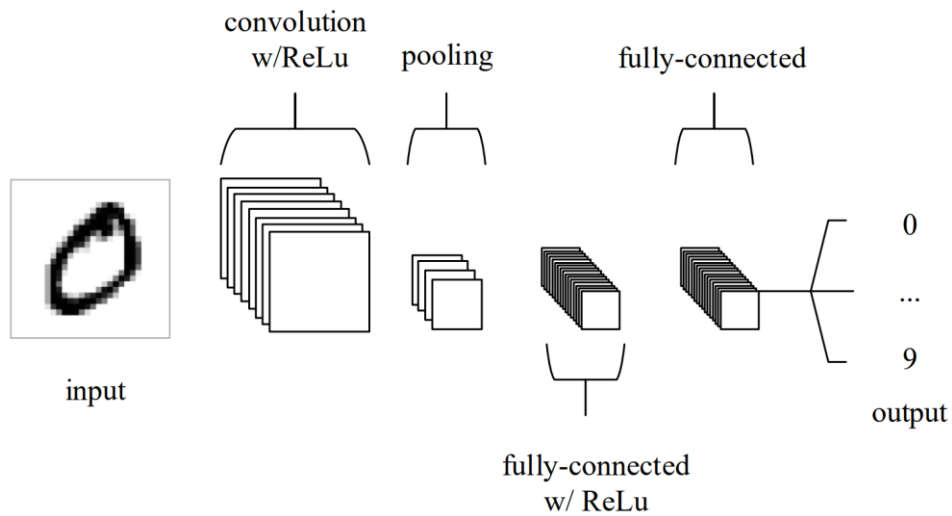 convolution
w/ReLu
pooling
fully-connected
0
...
9
input
output
fully-connected
w/ ReLu